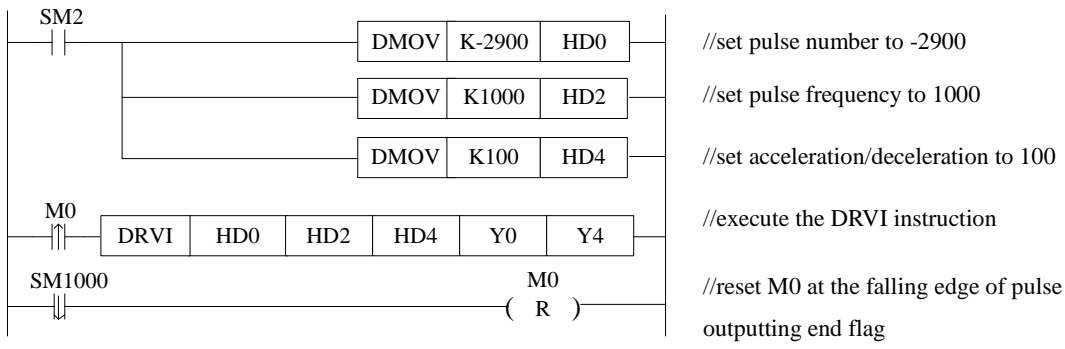 SM2
DMOV K-2900 HD0 //set pulse number to -2900
DMOV K1000 HD2 //set pulse frequency to 1000
DMOV K100 HD4 //set acceleration/deceleration to 100
M0
DRVI HD0 HD2 HD4 Y0 Y4 //execute the DRVI instruction
SM1000 M0
( R ) //reset M0 at the falling edge of pulse
outputting end flag